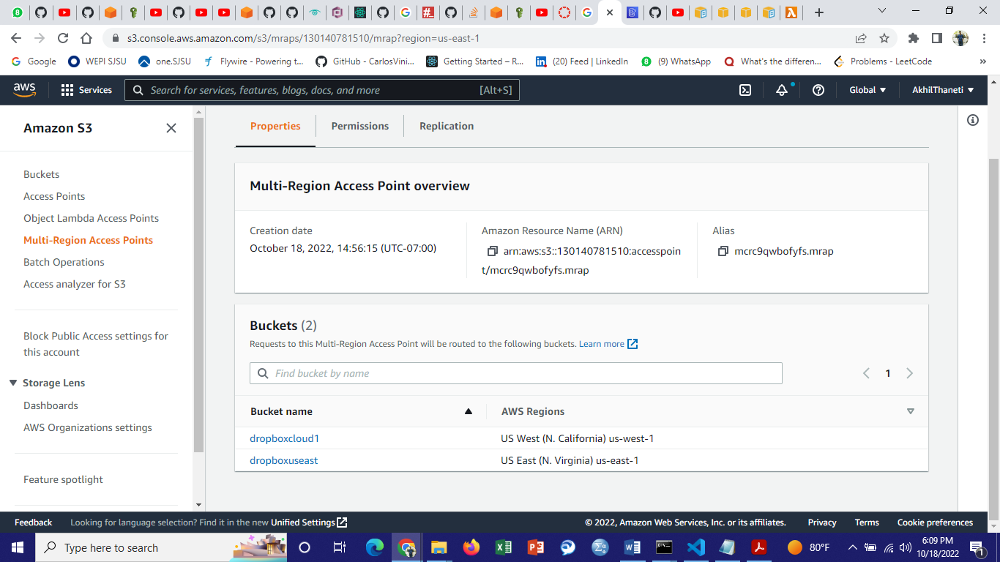 8
s3.console.aws.amazon.com/s3/mraps/130140781510/mrap?region=us-east-1
Google
WEPI SJSU
one.SJSU
Flywire - Powering t...
GitHub - CarlosVini...
Getting Started – R...
(20) Feed | LinkedIn
8
(9) WhatsApp
What's the differen...
Problems - LeetCode
»
aws
Services
Search for services, features, blogs, docs, and more
[Alt+S]
Global
AkhilThaneti
Amazon S3
Buckets
Access Points
Object Lambda Access Points
Multi-Region Access Points
Batch Operations
Access analyzer for S3
Block Public Access settings for
this account
Storage Lens
Dashboards
AWS Organizations settings
Feature spotlight
Properties
Permissions
Replication
Multi-Region Access Point overview
Creation date
October 18, 2022, 14:56:15 (UTC-07:00)
Amazon Resource Name (ARN)
arn:aws:s3::130140781510:accesspoin
t/mcrc9qwbofyfs.mrap
Alias
mcrc9qwbofyfs.mrap
Buckets (2)
Requests to this Multi-Region Access Point will be routed to the following buckets. Learn more
Find bucket by name
1
Bucket name
AWS Regions
dropboxcloud1
US West (N. California) us-west-1
dropboxuseast
US East (N. Virginia) us-east-1
Feedback
Looking for language selection? Find it in the new Unified Settings
© 2022, Amazon Web Services, Inc. or its affiliates.
Privacy
Terms
Cookie preferences
Type here to search
80°F
6:09 PM
10/18/2022
1